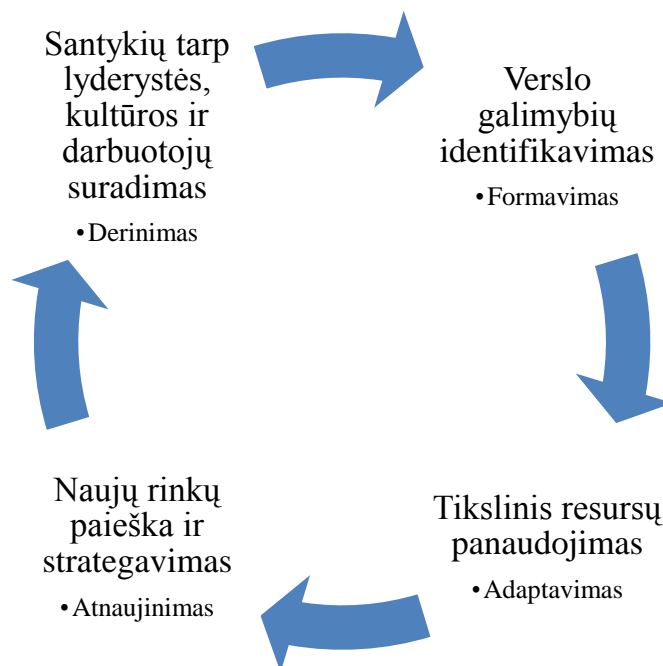 Santykių tarp
lyderystės,
kultūros ir
darbuotojų
suradimas
•Derinimas
Verslo
galimybių
identifikavimas
•Formavimas
Tikslinis resursų
panaudojimas
•Adaptavimas
Naujų rinkų
paieška ir
strategavimas
•Atnaujinimas